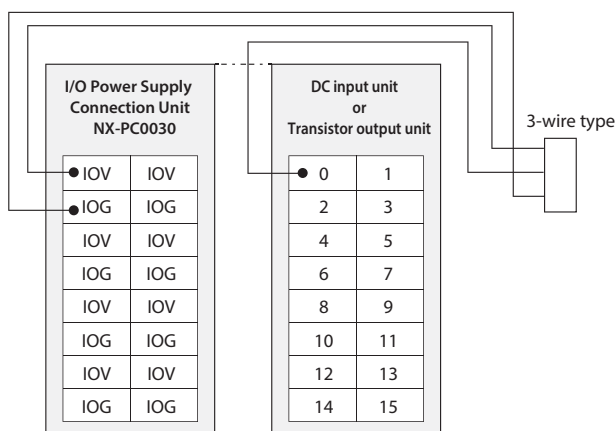 I/O Power Supply
Connection Unit
NX-PC0030
DC input unit
or
Transistor output unit
3-wire type
IOV IOV
IOG IOG
IOV IOV
IOG IOG
IOV IOV
IOG IOG
IOV IOV
IOG IOG
0 1
2 3
4 5
6 7
8 9
10 11
12 13
14 15